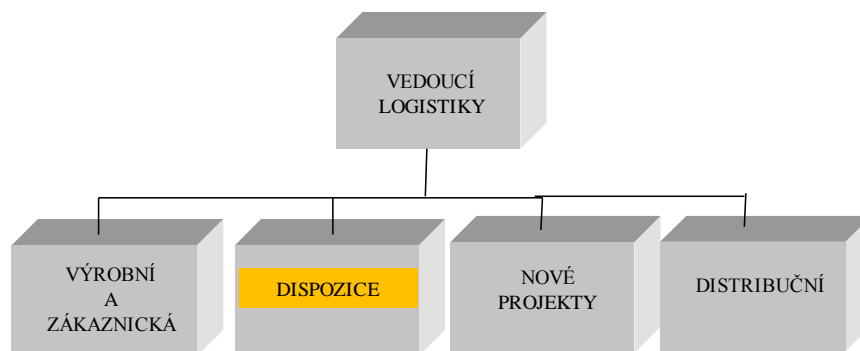 VEDOUCÍ
LOGISTIKY
VÝROBNÍ
A
ZÁKAZNICKÁ
DISPOZICE
NOVÉ
PROJEKTY
DISTRIBUČNÍ